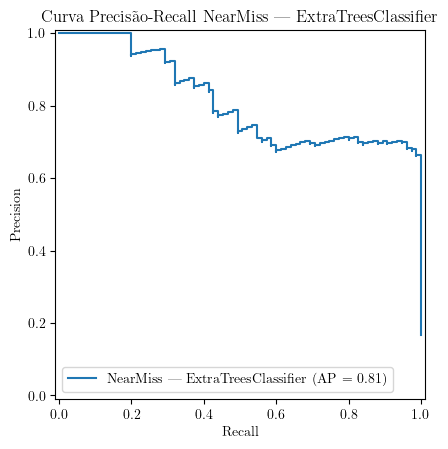 Curva Precisão-Recall NearMiss — ExtraTreesClassifier
1.0
0.8
0.6
0.4
0.2
0.0
Precision
NearMiss — ExtraTreesClassifier (AP = 0.81)
0.0 0.2 0.4 0.6 0.8 1.0
Recall